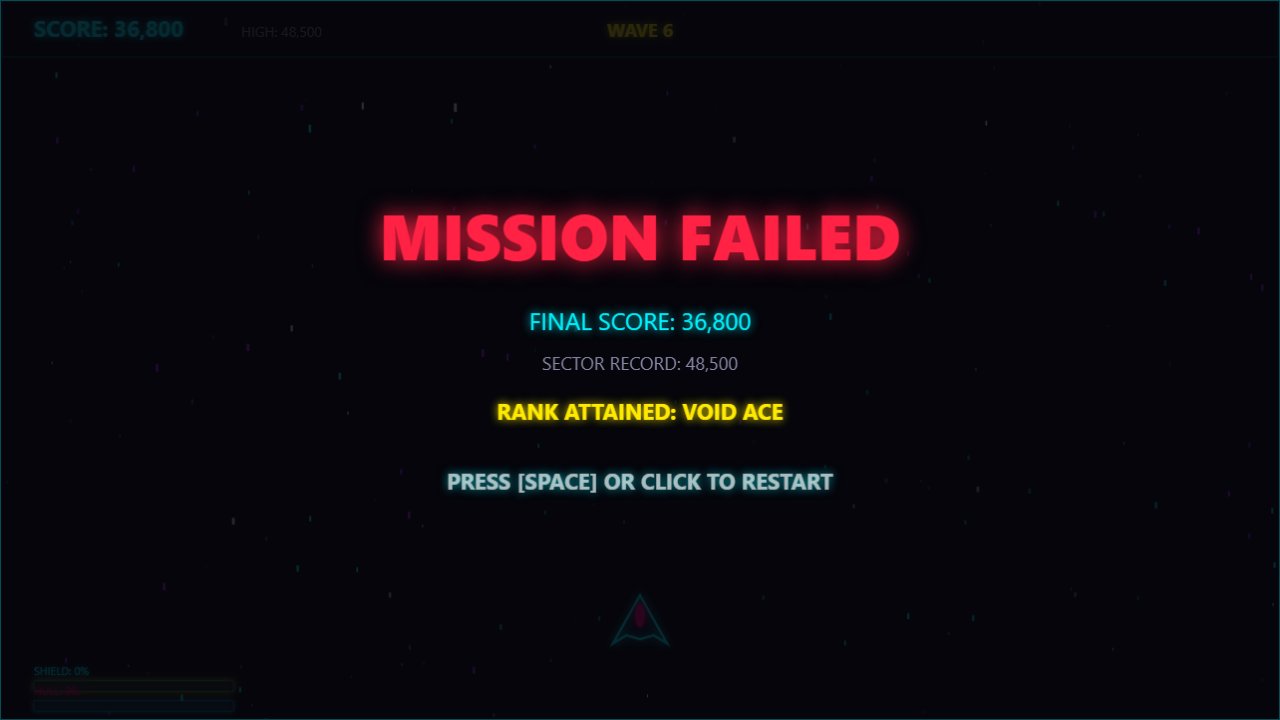 SCORE: 36,800
HIGH: 48,500
WAVE 6
MISSION FAILED
FINAL SCORE: 36,800
SECTOR RECORD: 48,500
RANK ATTAINED: VOID ACE
PRESS [SPACE] OR CLICK TO RESTART
SHIELD: 0%